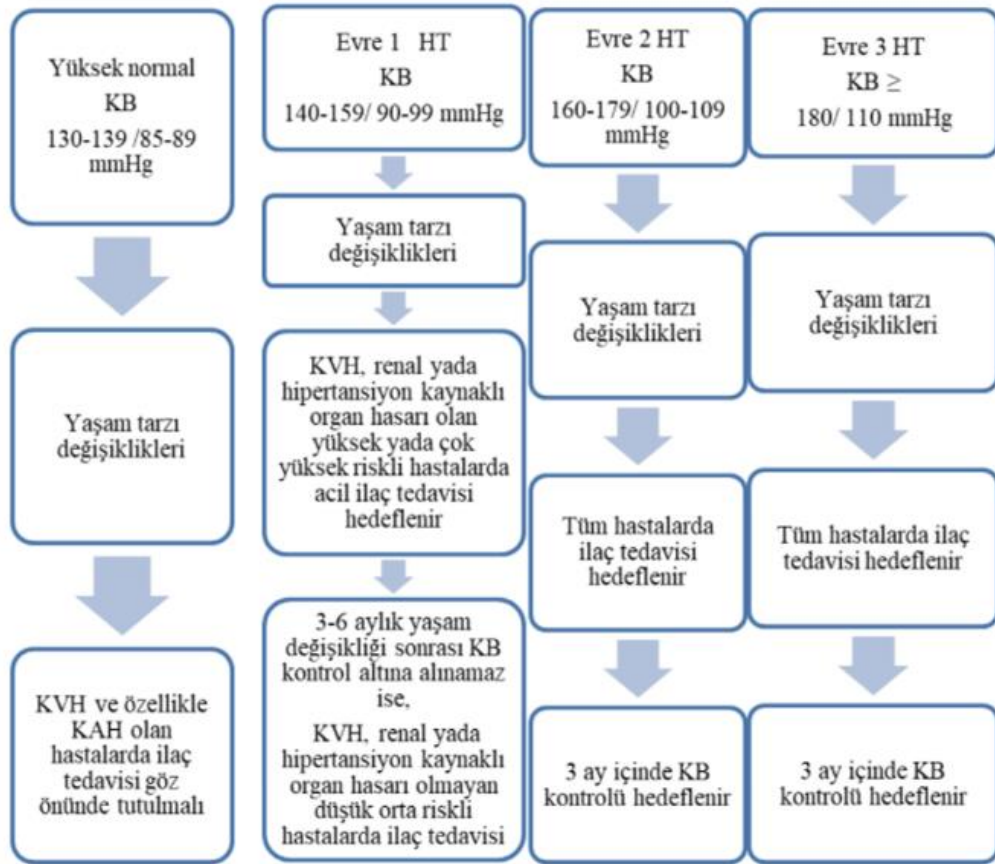 Yüksek normal
KB
130-139 /85-89
mmHg
Yaşam tarzı
değişiklikleri
KVH ve özellikle
KAH olan
hastalarda ilaç
tedavisi göz
önünde tutulmalı
Evre 1 HT
KB
140-159/ 90-99 mmHg
Yaşam tarzı
değişiklikleri
KVH, renal yada
hipertansiyon kaynaklı
organ hasarı olan
yüksek yada çok
yüksek riskli hastalarda
acil ilaç tedavisi
hedeflenir
3-6 aylık yaşam
değişikliği sonrası KB
kontrol altına alınamaz
ise,
KVH, renal yada
hipertansiyon kaynaklı
organ hasarı olmayan
düşük orta riskli
hastalarda ilaç tedavisi
Evre 2 HT
KB
160-179/ 100-109
mmHg
Yaşam tarzı
değişiklikleri
Tüm hastalarda
ilaç tedavisi
hedeflenir
3 ay içinde KB
kontrolü hedeflenir
Evre 3 HT
KB ≥
180/ 110 mmHg
Yaşam tarzı
değişiklikleri
Tüm hastalarda ilaç
tedavisi hedeflenir
3 ay içinde KB
kontrolü hedeflenir